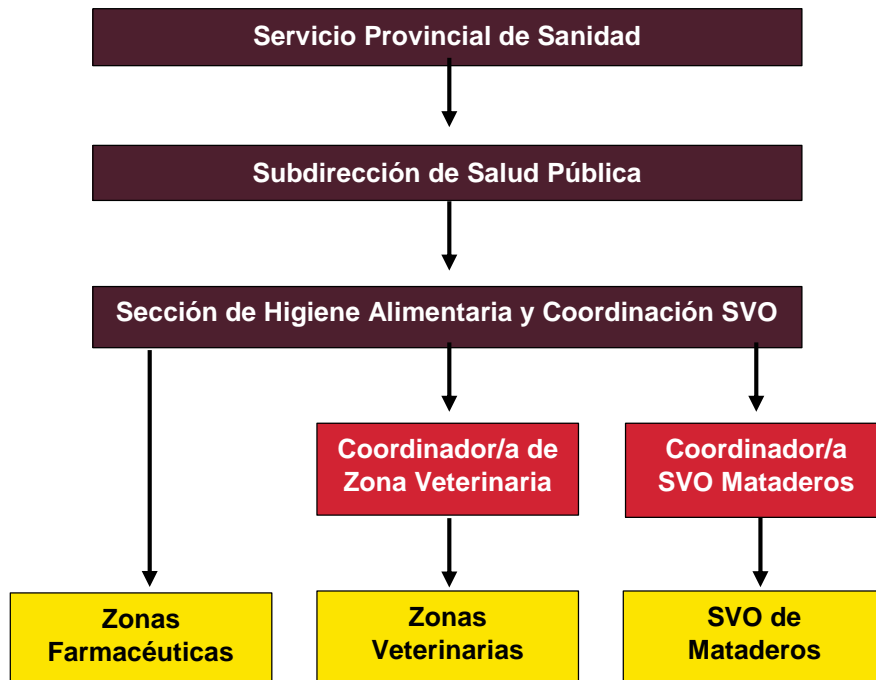 Servicio Provincial de Sanidad
Subdirección de Salud Pública
Sección de Higiene Alimentaria y Coordinación SVO
Coordinador/a de
Zona Veterinaria
Coordinador/a
SVO Mataderos
Zonas
Farmacéuticas
Zonas
Veterinarias
SVO de
Mataderos